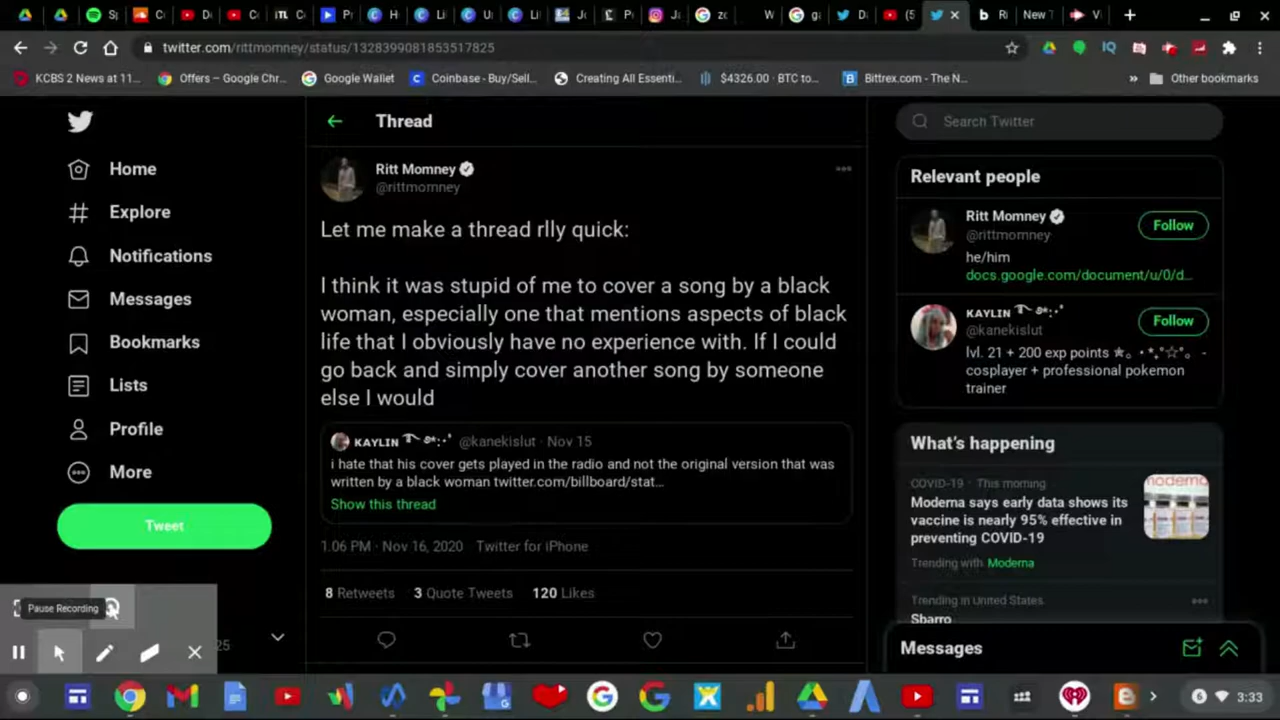 twitter.com/rittmomney/status/1328399081853517825
KCBS 2 News at 11... Offers – Google Chr... Google Wallet Coinbase - Buy/Sell... Creating All Essenti... $4326.00 · BTC to... Bittrex.com - The N... » Other bookmarks
Home
Explore
Notifications
Messages
Bookmarks
Lists
Profile
More
Tweet
Pause Recording
Thread
Ritt Momney
@rittmomney
Let me make a thread rlly quick:
I think it was stupid of me to cover a song by a black
woman, especially one that mentions aspects of black
life that I obviously have no experience with. If I could
go back and simply cover another song by someone
else I would
KAYLIN @kanekislut · Nov 15
i hate that his cover gets played in the radio and not the original version that was
written by a black woman twitter.com/billboard/stat...
Show this thread
1:06 PM · Nov 16, 2020 · Twitter for iPhone
8 Retweets 3 Quote Tweets 120 Likes
Search Twitter
Relevant people
Ritt Momney
@rittmomney
Follow
he/him
docs.google.com/document/u/0/d...
KAYLIN
@kanekislut
Follow
lvl. 21 + 200 exp points
cosplayer + professional pokemon
trainer
What's happening
COVID-19 · This morning
Moderna says early data shows its
vaccine is nearly 95% effective in
preventing COVID-19
Trending with Moderna
Trending in United States
Sbarro
Messages
6 3:33